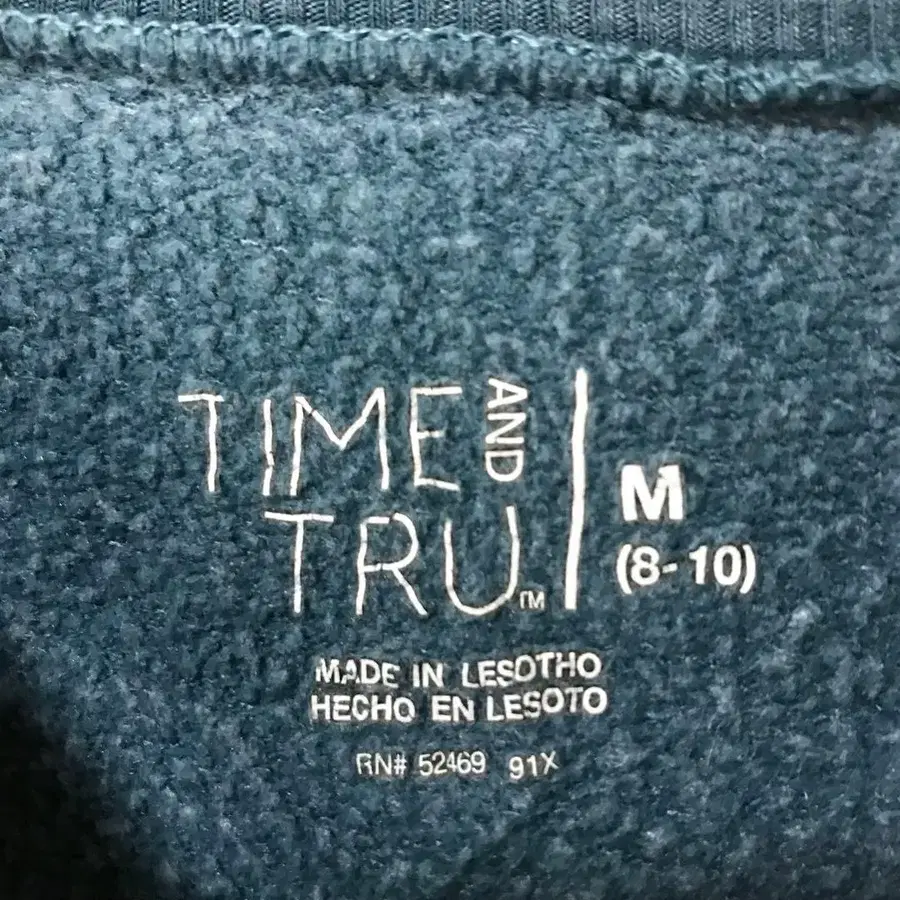 TIME AND
TRU™
M
(8-10)
MADE IN LESOTHO
HECHO EN LESOTO
RN# 52469 91X